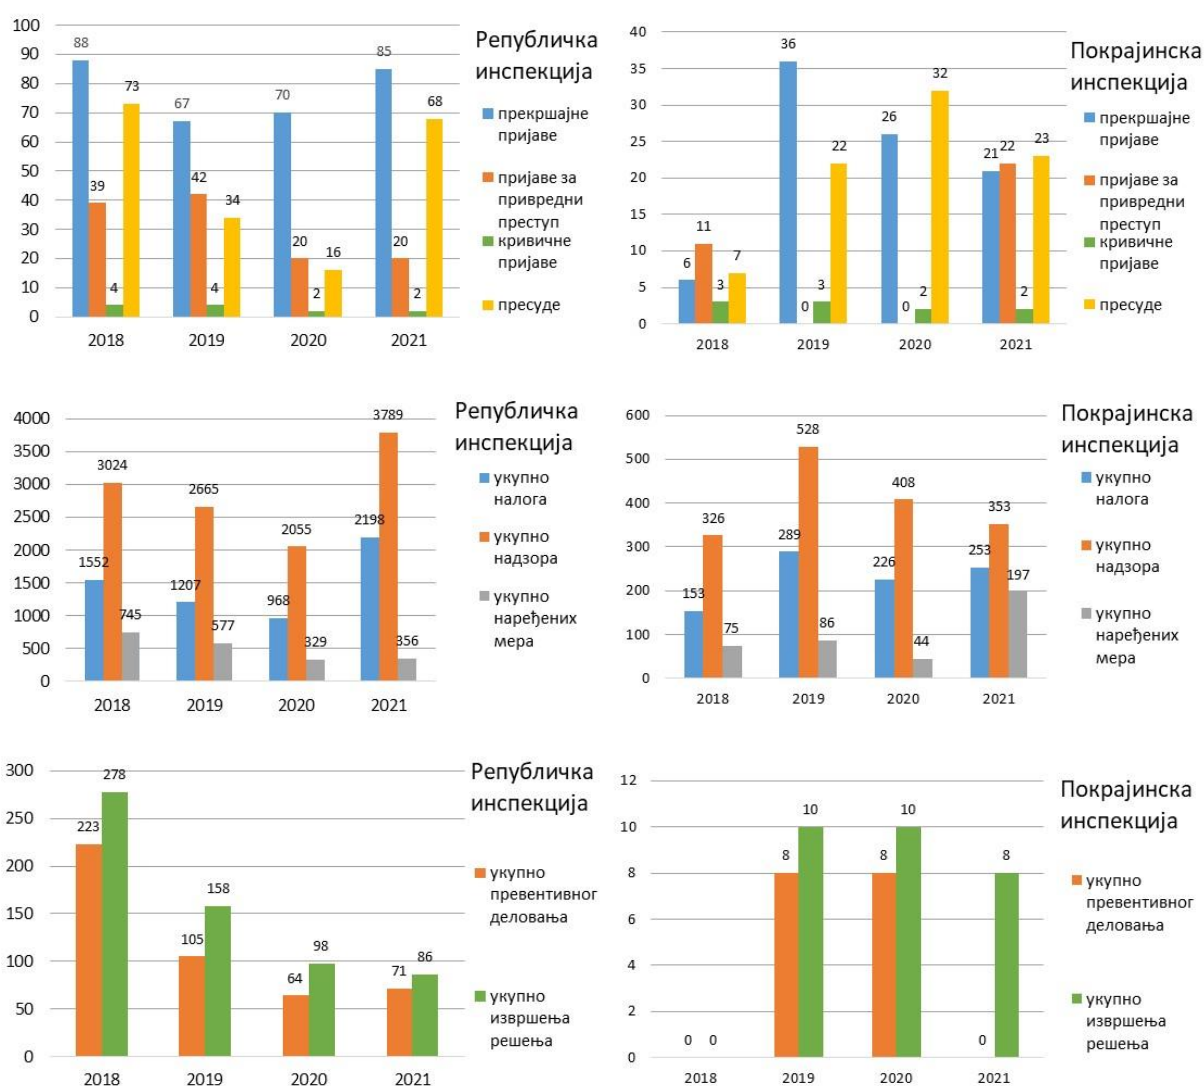 Републичка
инспекција
100
90
80
70
60
50
40
30
20
10
0
88
39
4
73
67
42
4
34
70
20
2
16
85
20
2
68
2018
2019
2020
2021
прекршајне
пријаве
пријаве за
привредни
преступ
кривичне
пријаве
пресуде
Покрајинска
инспекција
40
35
30
25
20
15
10
5
0
6
11
3
7
36
0
3
22
26
0
2
32
21
22
2
23
2018
2019
2020
2021
прекршајне
пријаве
пријаве за
привредни
преступ
кривичне
пријаве
пресуде
Републичка
инспекција
4000
3500
3000
2500
2000
1500
1000
500
0
1552
3024
745
1207
2665
577
968
2055
329
2198
3789
356
2018
2019
2020
2021
укупно
налога
укупно
надзора
укупно
наређених
мера
Покрајинска
инспекција
600
500
400
300
200
100
0
153
326
75
289
528
86
226
408
44
253
353
197
2018
2019
2020
2021
укупно
налога
укупно
надзора
укупно
наређених
мера
Републичка
инспекција
300
250
200
150
100
50
0
223
278
105
158
64
98
71
86
2018
2019
2020
2021
укупно
превентивног
деловања
укупно
извршења
решења
Покрајинска
инспекција
12
10
8
6
4
2
0
0
0
8
10
8
10
0
8
2018
2019
2020
2021
укупно
превентивног
деловања
укупно
извршења
решења